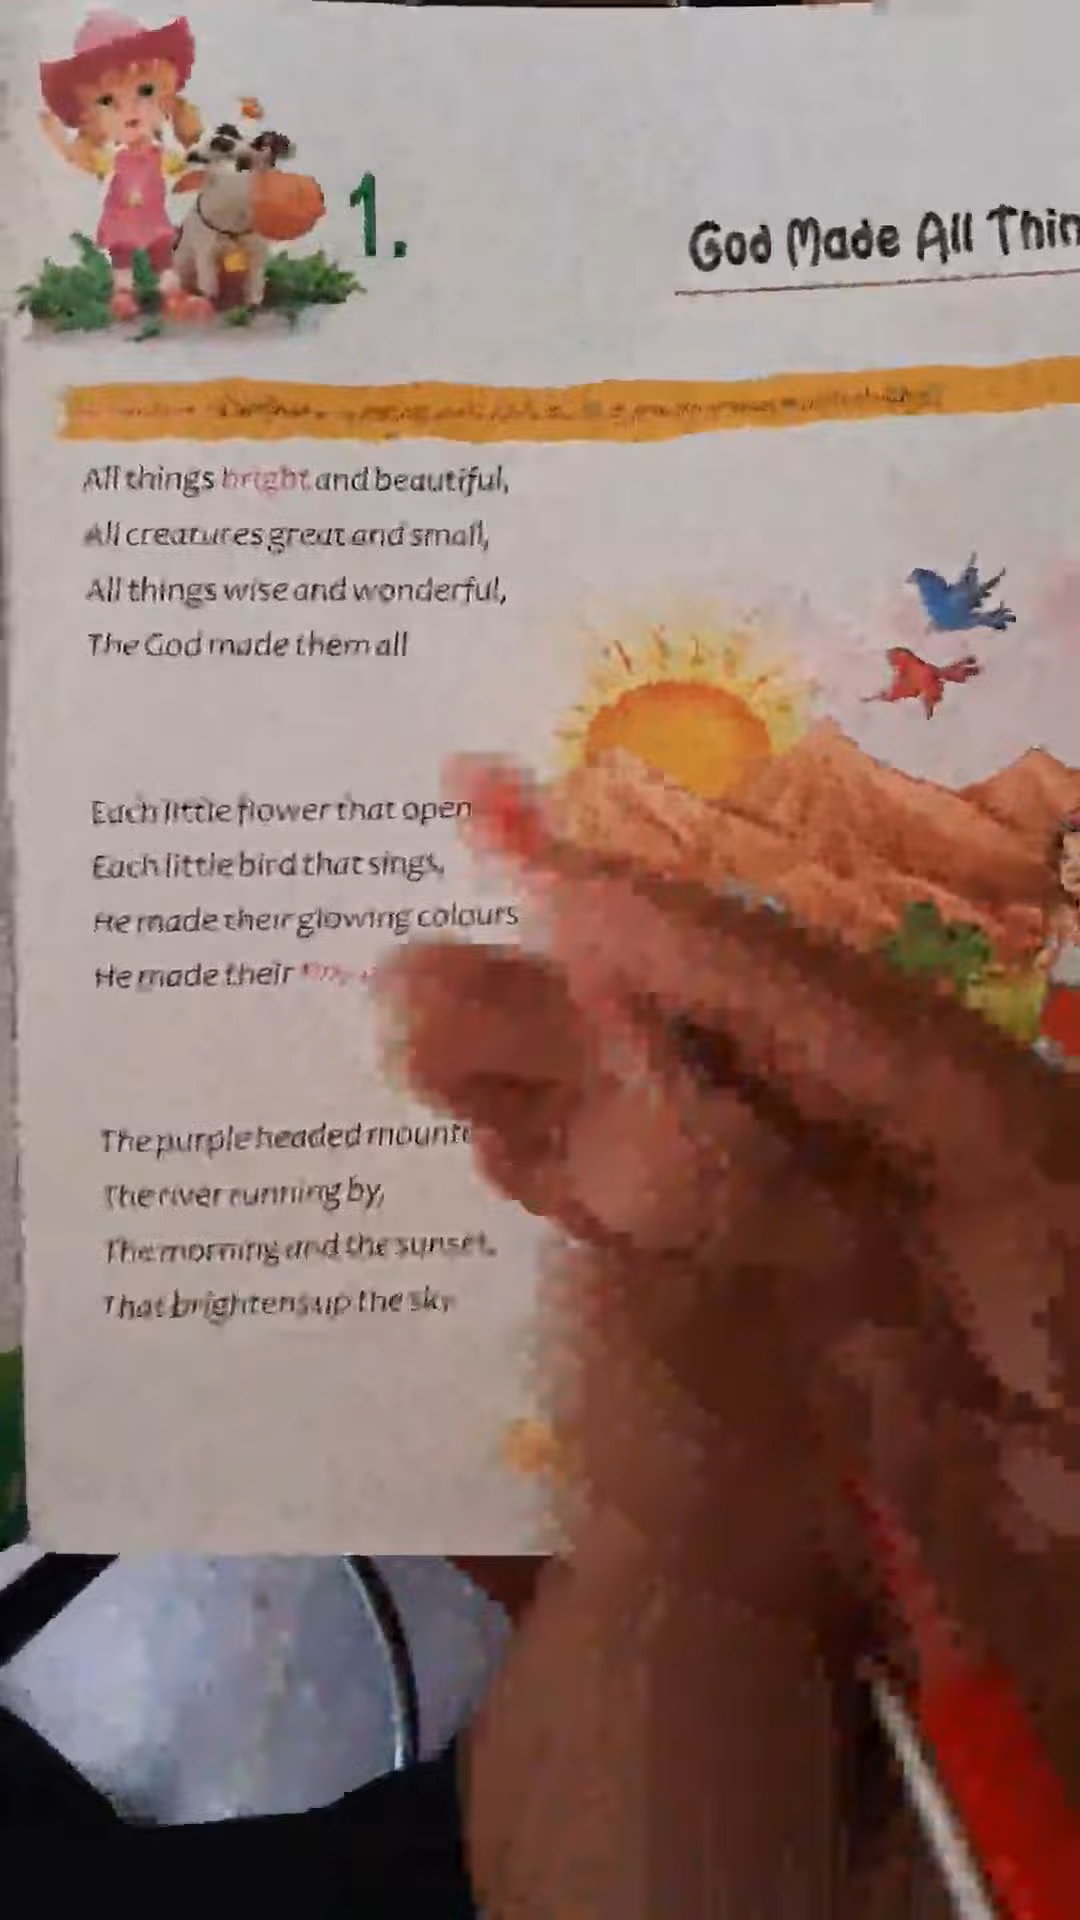 1.
God Made All
All things bright and beautiful,
All creatures great and small,
All things wise and wonderful,
The God made them all
Each little flower that open
Each little bird that sings,
He made their glowing colours
He made their
The purple headed
The river running by,
The morning and the sunset,
That brightens up the sky